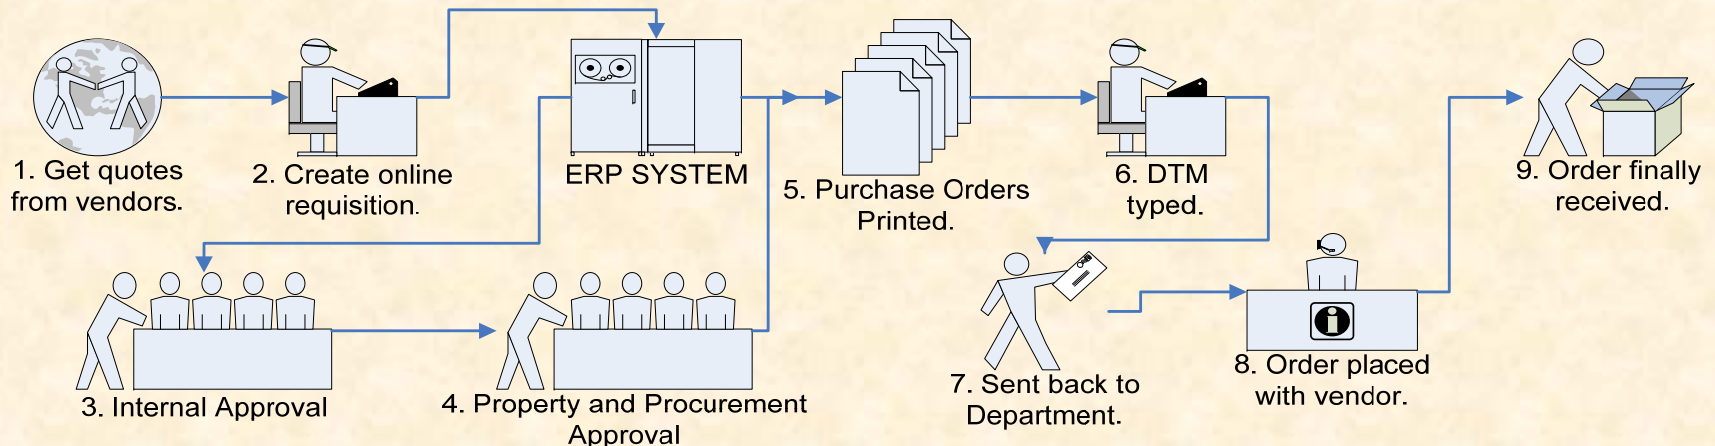 1. Get quotes
from vendors.
2. Create online
requisition.
ERP SYSTEM
3. Internal Approval
4. Property and Procurement
Approval
5. Purchase Orders
Printed.
6. DTM
typed.
7. Sent back to
Department.
8. Order placed
with vendor.
9. Order finally
received.